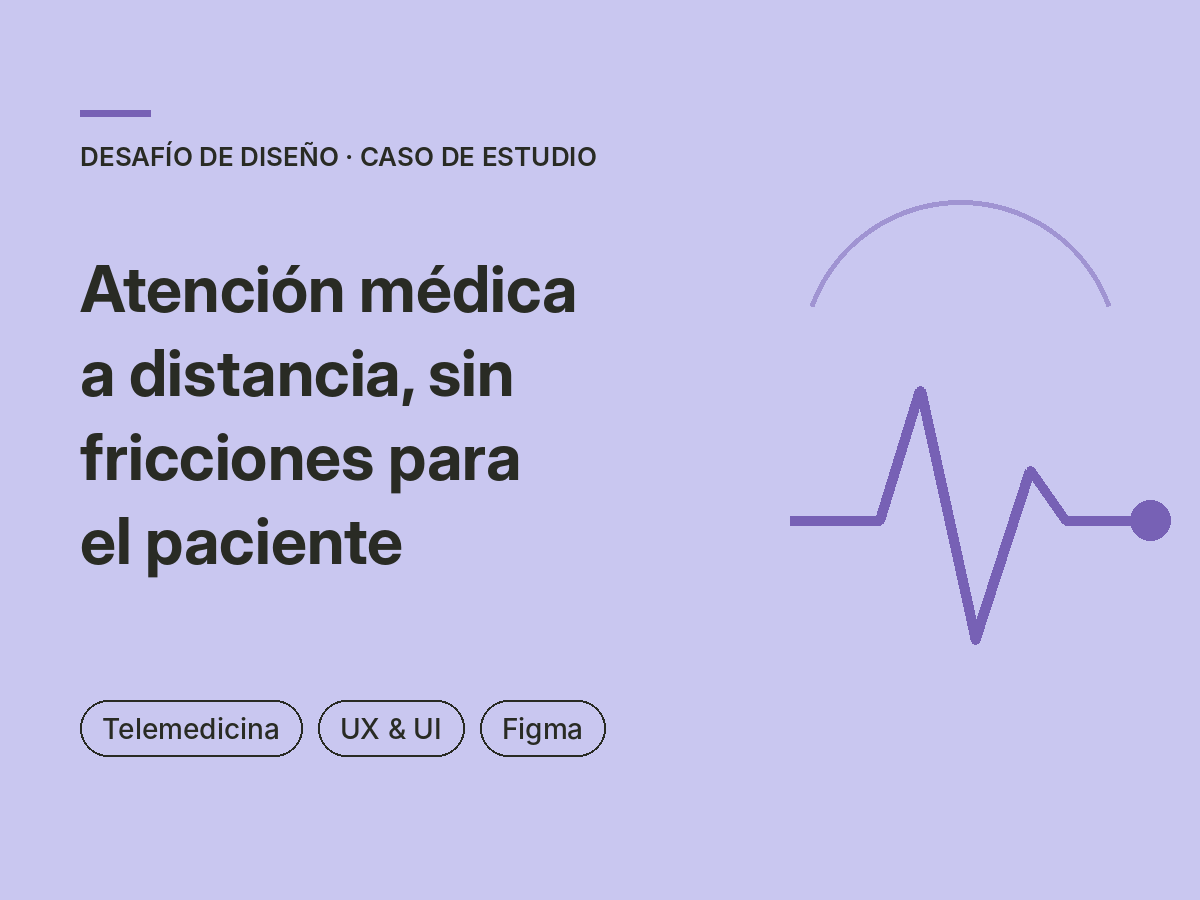 DESAFÍO DE DISEÑO · CASO DE ESTUDIO
Atención médica
a distancia, sin
fricciones para
el paciente
Telemedicina
UX & UI
Figma